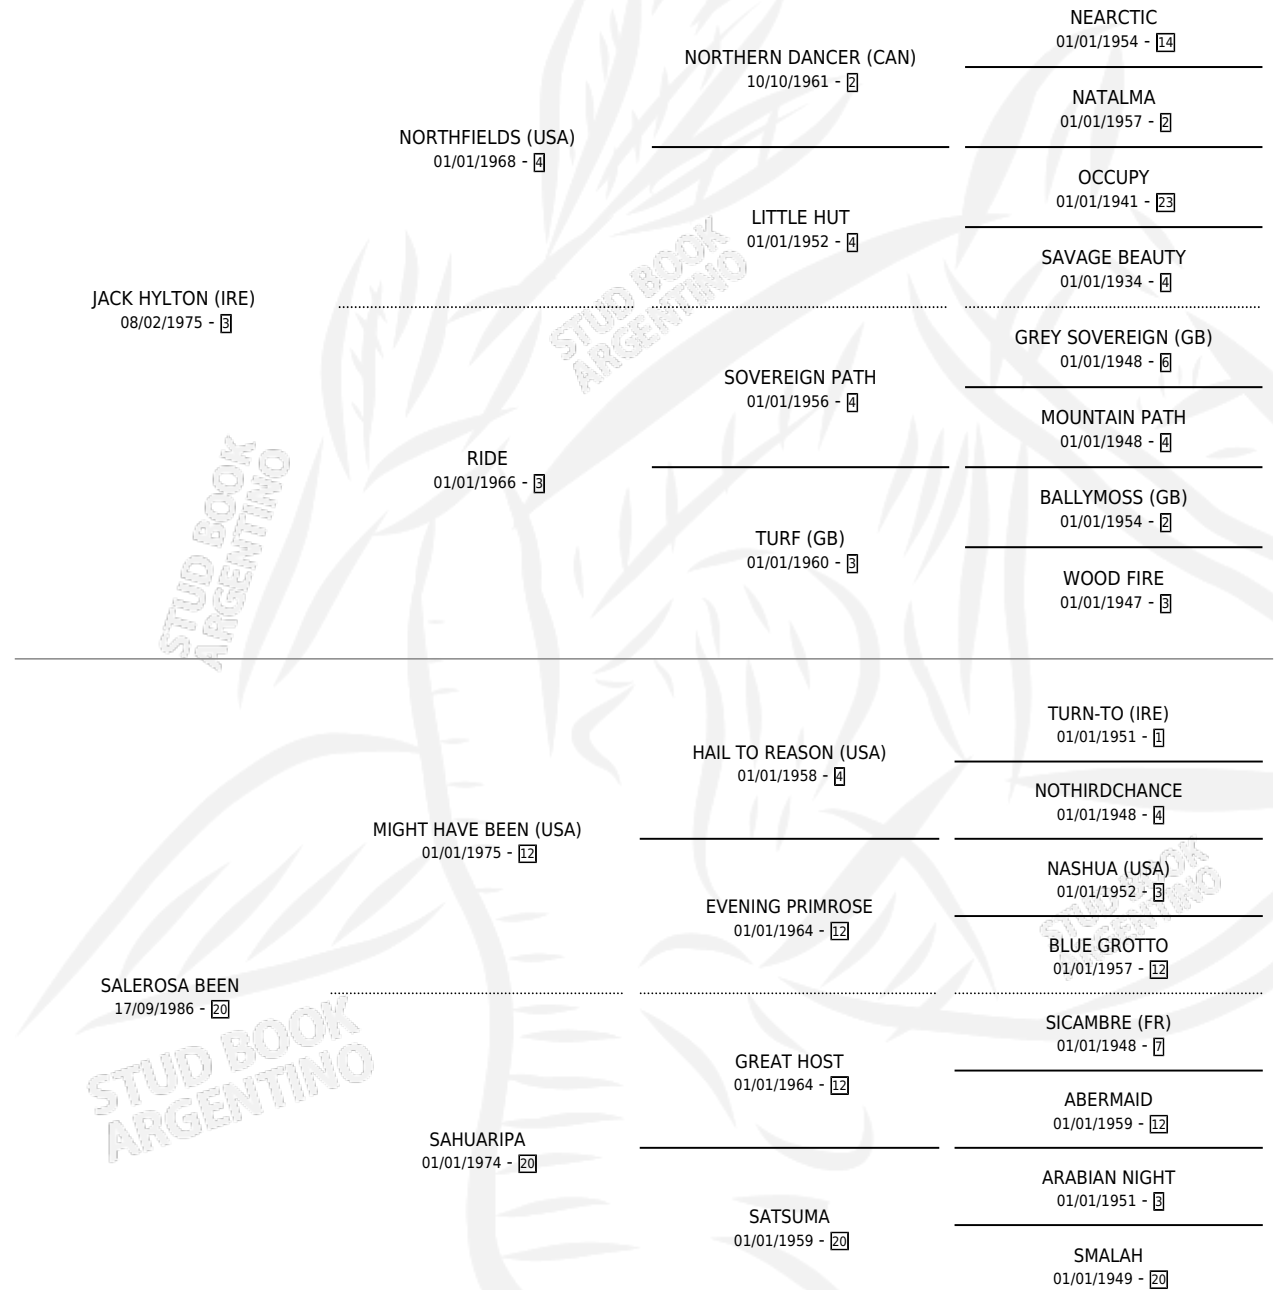 NEARCTIC
01/01/1954 - 14
NORTHERN DANCER (CAN)
10/10/1961 - 2
NATALMA
01/01/1957 - 2
NORTHFIELDS (USA)
01/01/1968 - 4
OCCUPY
01/01/1941 - 23
LITTLE HUT
01/01/1952 - 4
SAVAGE BEAUTY
01/01/1934 - 4
JACK HYLTON (IRE)
08/02/1975 - 3
STUD BOOK
ARGENTINO
GREY SOVEREIGN (GB)
01/01/1948 - 6
SOVEREIGN PATH
01/01/1956 - 4
MOUNTAIN PATH
01/01/1948 - 4
RIDE
01/01/1966 - 3
BALLYMOSS (GB)
01/01/1954 - 2
TURF (GB)
01/01/1960 - 3
WOOD FIRE
01/01/1947 - 3
STUD BOOK
ARGENTINO
TURN-TO (IRE)
01/01/1951 - 1
HAIL TO REASON (USA)
01/01/1958 - 4
NOTHIRDCHANCE
01/01/1948 - 4
MIGHT HAVE BEEN (USA)
01/01/1975 - 12
NASHUA (USA)
01/01/1952 - 3
EVENING PRIMROSE
01/01/1964 - 12
BLUE GROTTO
01/01/1957 - 12
STUD BOOK
ARGENTINO
SALEROSA BEEN
17/09/1986 - 20
SICAMBRE (FR)
01/01/1948 - 7
GREAT HOST
01/01/1964 - 12
ABERMAID
01/01/1959 - 12
STUD BOOK
ARGENTINO
SAHUARIPA
01/01/1974 - 20
ARABIAN NIGHT
01/01/1951 - 3
SATSUMA
01/01/1959 - 20
SMALAH
01/01/1949 - 20